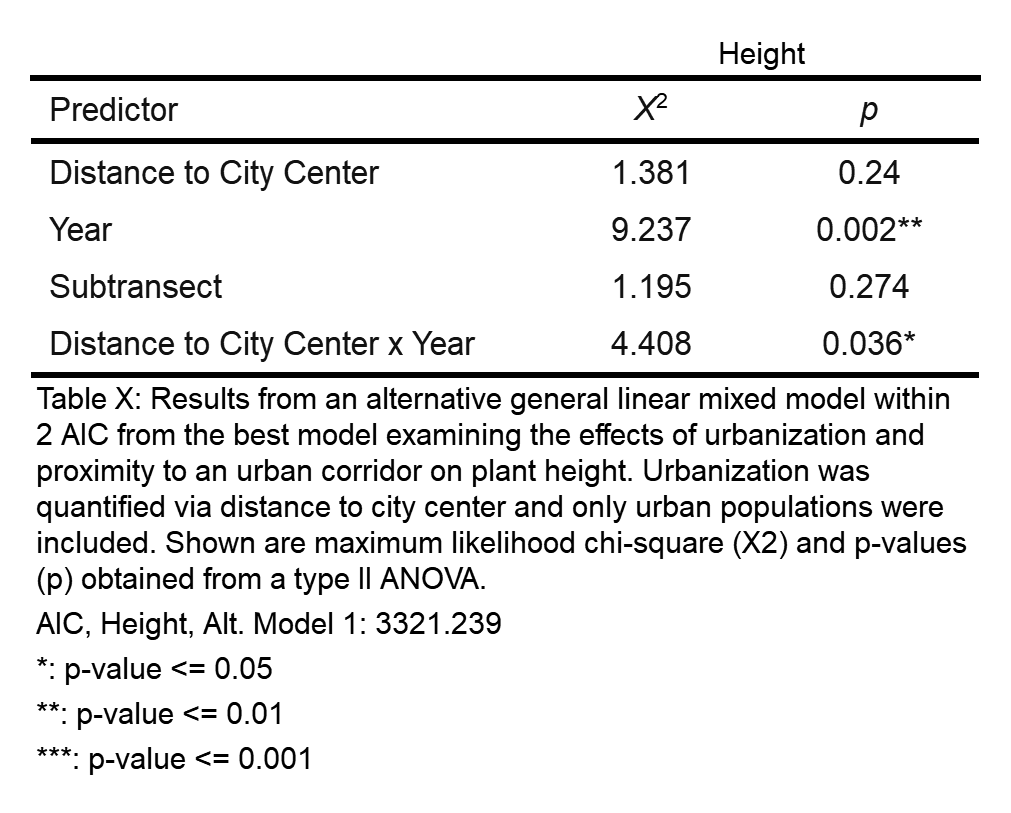 Height
Predictor X² p
Distance to City Center 1.381 0.24
Year 9.237 0.002**
Subtransect 1.195 0.274
Distance to City Center x Year 4.408 0.036*
Table X: Results from an alternative general linear mixed model within
2 AIC from the best model examining the effects of urbanization and
proximity to an urban corridor on plant height. Urbanization was
quantified via distance to city center and only urban populations were
included. Shown are maximum likelihood chi-square (X2) and p-values
(p) obtained from a type II ANOVA.
AIC, Height, Alt. Model 1: 3321.239
*: p-value <= 0.05
**: p-value <= 0.01
***: p-value <= 0.001